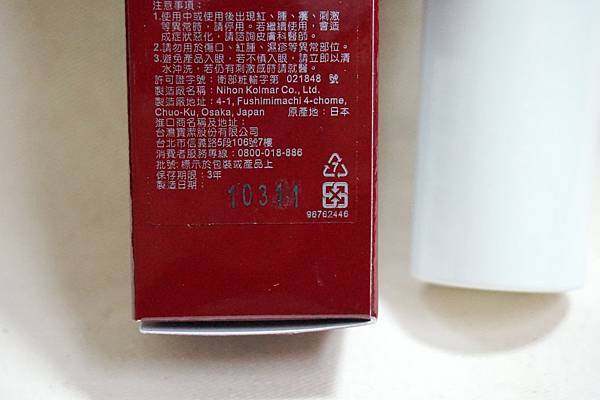 注意事項:
1.使用中或使用後出現紅、腫、癢、刺激
等異常時,請停用。若繼續使用,會造
成症狀惡化,請諮詢皮膚科醫師。
2.請勿用於傷口、紅腫、濕疹等異常部位。
3.避免產品入眼,若不慎入眼,請立即以清
水沖洗,若仍有刺激感時請就醫。
許可證字號:衛部粧輸字第 021848 號
製造廠名稱:Nihon Kolmar Co., Ltd.
製造廠地址:4-1, Fushimimachi 4-chome,
Chuo-Ku, Osaka, Japan 原產地:日本
進口商名稱及地址:
台灣寶潔股份有限公司
台北市信義路5段106號7樓
消費者服務專線:0800-018-886
批號:標示於包裝或產品上
保存期限:3年
製造日期:
10311
7
96762446